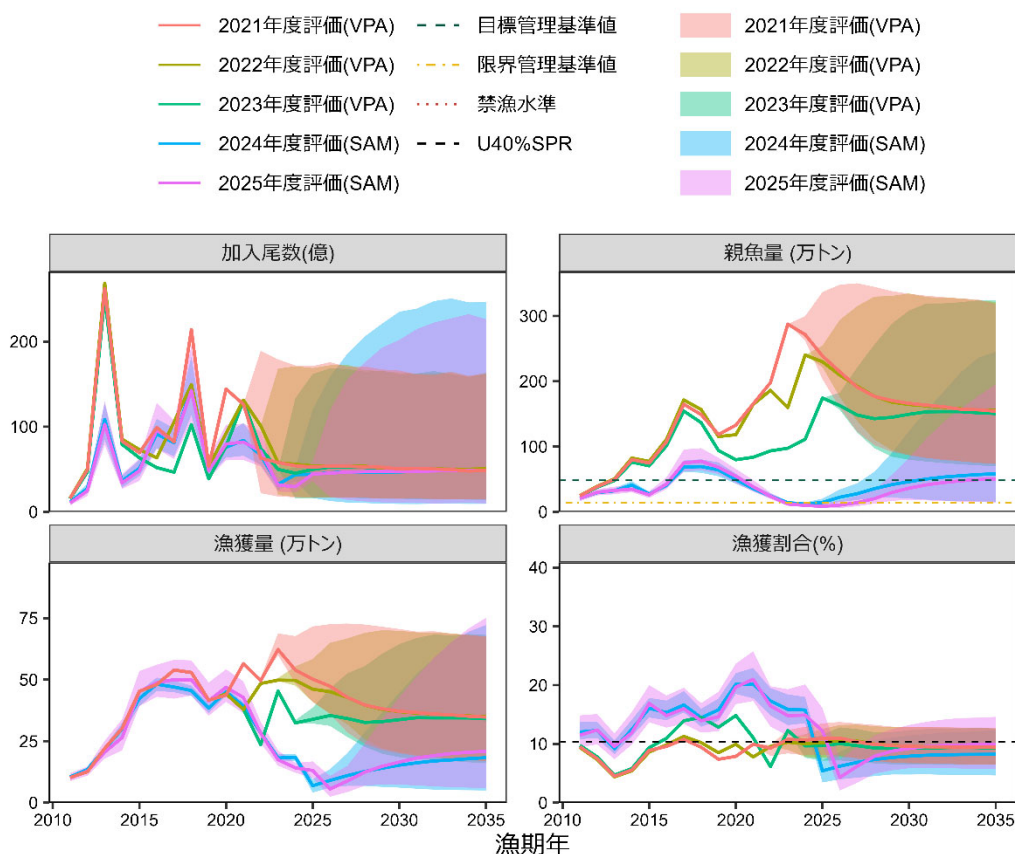 2021年度評価(VPA)
2022年度評価(VPA)
2023年度評価(VPA)
2024年度評価(SAM)
2025年度評価(SAM)
目標管理基準値
限界管理基準値
禁漁水準
U40%SPR
2021年度評価(VPA)
2022年度評価(VPA)
2023年度評価(VPA)
2024年度評価(SAM)
2025年度評価(SAM)
加入尾数(億)
200
100
0
親魚量 (万トン)
300
200
100
0
漁獲量 (万トン)
75
50
25
0
2010 2015 2020 2025 2030 2035
漁獲割合(%)
40
30
20
10
0
2010 2015 2020 2025 2030 2035
漁期年